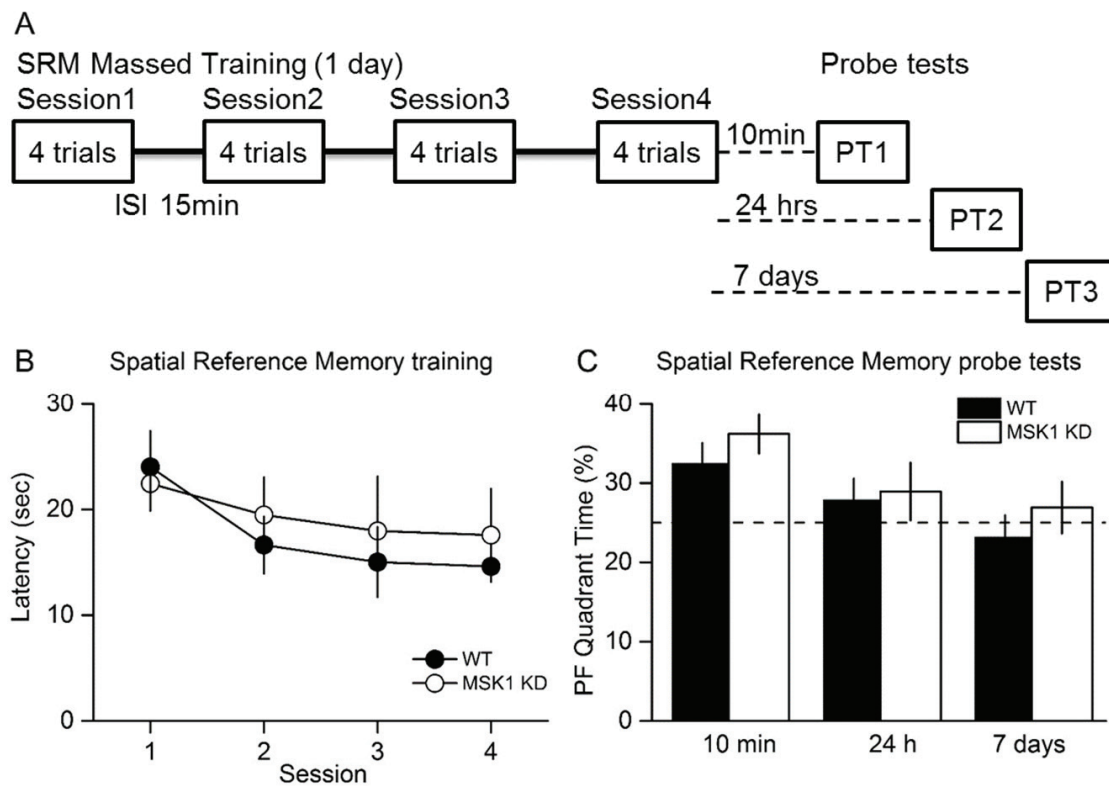 A
SRM Massed Training (1 day)
Probe tests
Session1 Session2 Session3 Session4
4 trials 4 trials 4 trials 4 trials 10min PT1
ISI 15min
24 hrs PT2
7 days PT3
B Spatial Reference Memory training
30
20
10
0
Latency (sec)
WT
MSK1 KD
1 2 3 4
Session
C Spatial Reference Memory probe tests
40
30
20
10
0
PF Quadrant Time (%)
WT
MSK1 KD
10 min 24 h 7 days